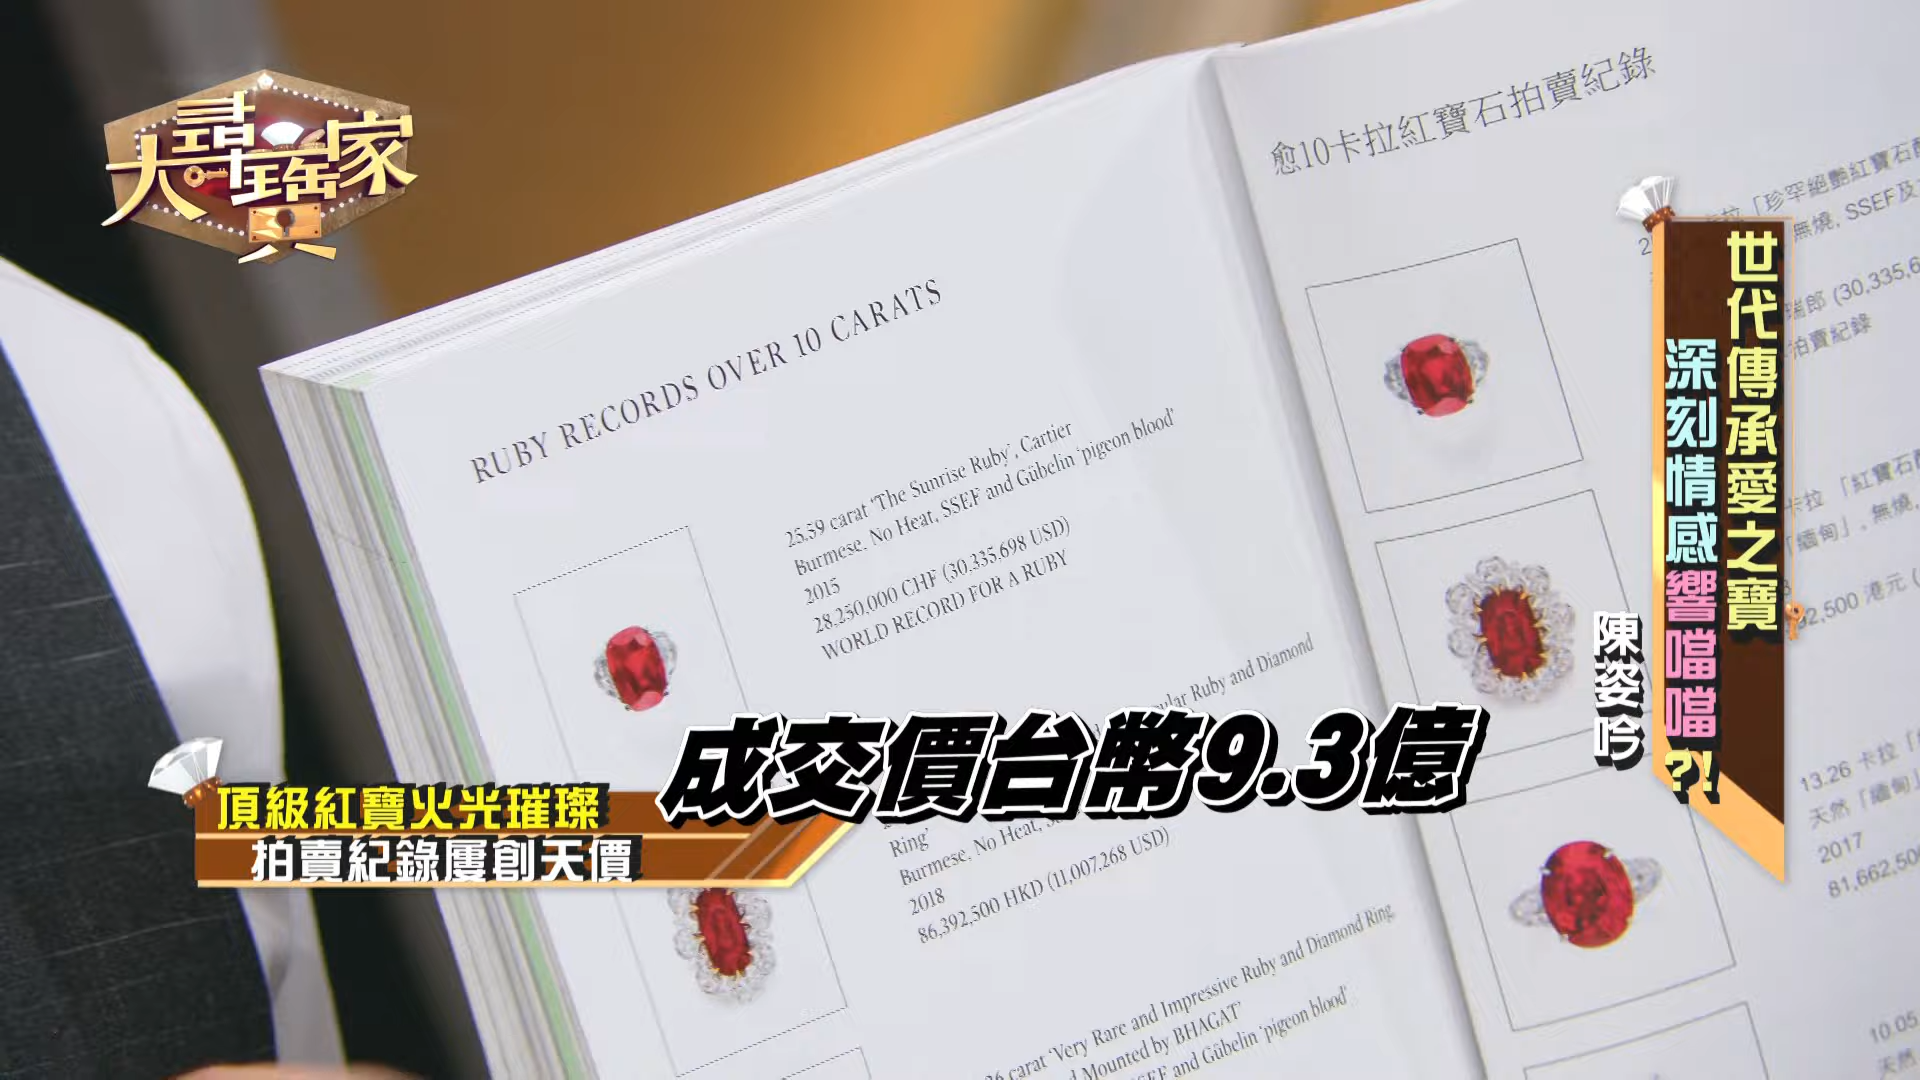 大尋寶家
RUBY RECORDS OVER 10 CARATS
25.59 carat 'The Sunrise Ruby', Cartier
Burmese, No Heat, SSEF and Gübelin 'pigeon blood'
2015
28,250,000 CHF (30,335,698 USD)
WORLD RECORD FOR A RUBY
Ruby and Diamond
Ring'
Burmese, No Heat,
2018
86,392,500 HKD (11,007,268 USD)
carat 'Very Rare and Impressive Ruby and Diamond Ring,
Mounted by BHAGAT'
and Gübelin 'pigeon blood'
愈10卡拉紅寶石拍賣紀錄
「珍罕絕艷紅寶石
無燒, SSEF及
瑞郎 (30,335,6
拍賣紀錄
卡拉 「紅寶石
「緬甸」, 無燒,
92,500 港元 (
13.26 卡拉
天然 「緬甸」
2017
81,662,50
10.05
天然
世代傳承愛之寶
深刻情感響噹噹?!
陳姿吟
成交價台幣9.3億
頂級紅寶火光璀璨
拍賣紀錄屢創天價